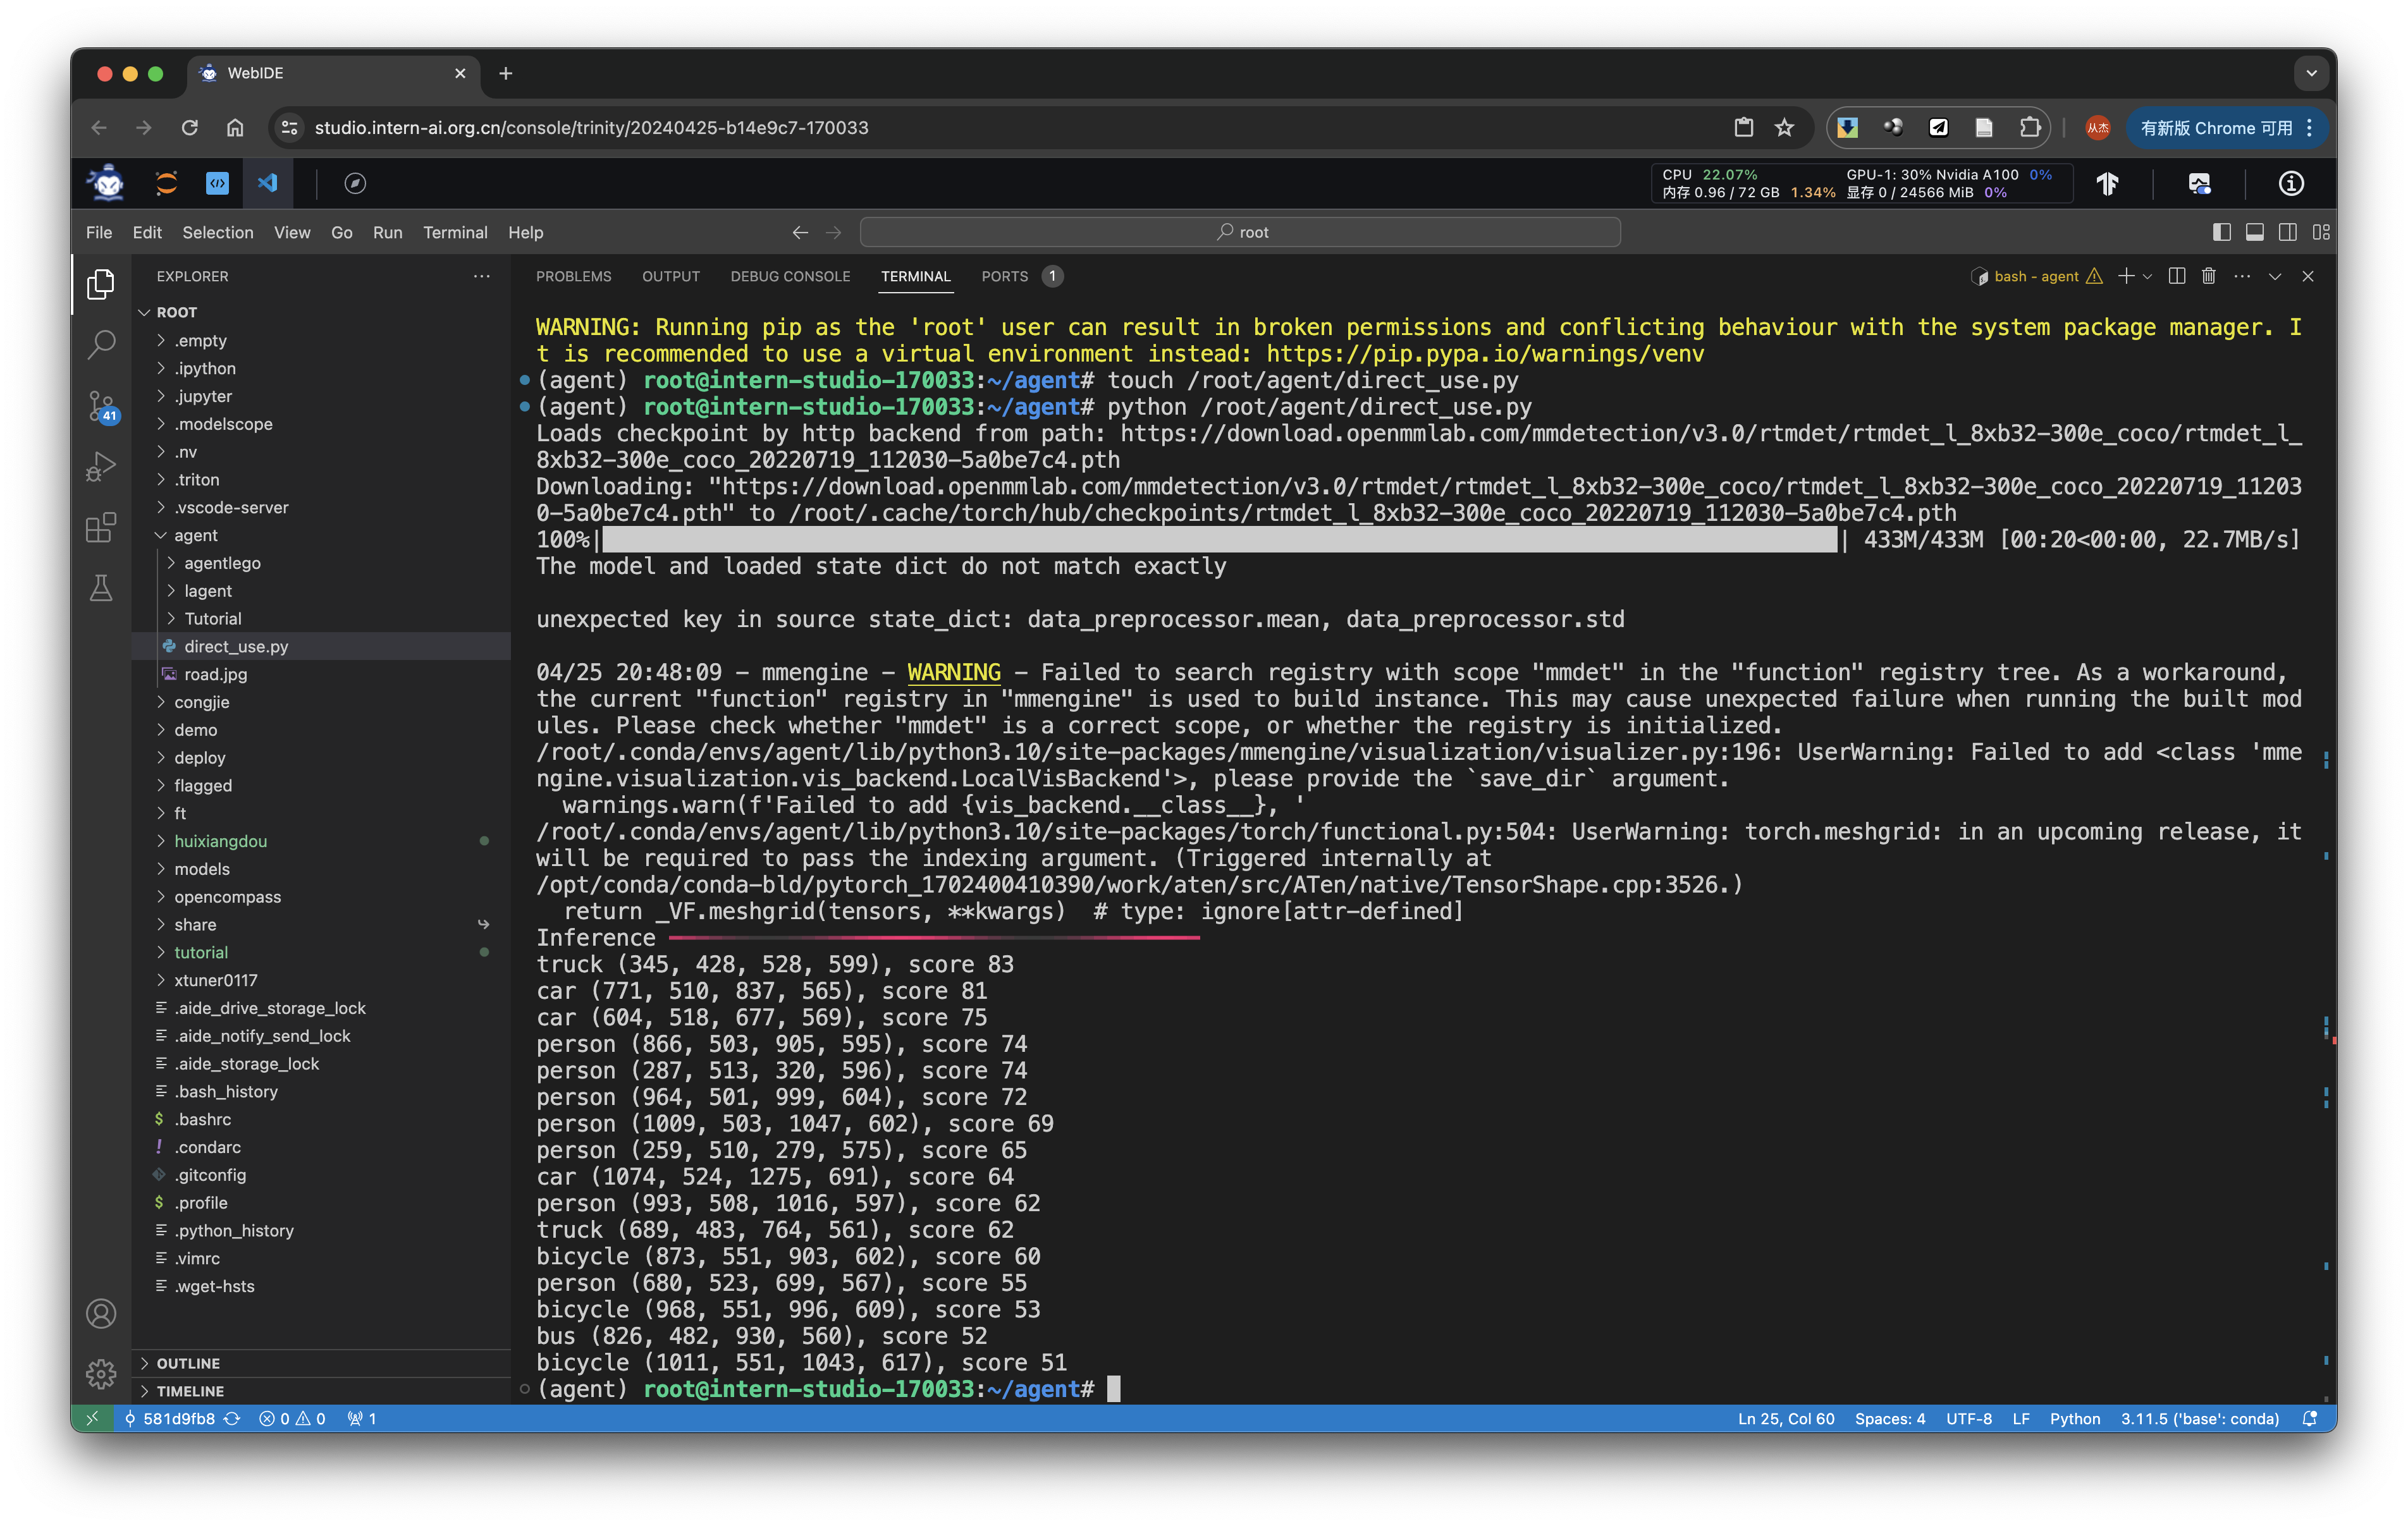 WebIDE
studio.intern-ai.org.cn/console/trinity/20240425-b14e9c7-170033
从杰
有新版 Chrome 可用
CPU 22.07% GPU-1: 30% Nvidia A100 0%
内存 0.96 / 72 GB 1.34% 显存 0 / 24566 MiB 0%
File Edit Selection View Go Run Terminal Help
root
EXPLORER
ROOT
.empty
.ipython
.jupyter
.modelscope
.nv
.triton
.vscode-server
agent
agentlego
lagent
Tutorial
direct_use.py
road.jpg
congjie
demo
deploy
flagged
ft
huixiangdou
models
opencompass
share
tutorial
xtuner0117
.aide_drive_storage_lock
.aide_notify_send_lock
.aide_storage_lock
.bash_history
$ .bashrc
! .condarc
.gitconfig
$ .profile
.python_history
.vimrc
.wget-hsts
OUTLINE
TIMELINE
41
PROBLEMS OUTPUT DEBUG CONSOLE TERMINAL PORTS 1
bash - agent
WARNING: Running pip as the 'root' user can result in broken permissions and conflicting behaviour with the system package manager. I
t is recommended to use a virtual environment instead: https://pip.pypa.io/warnings/venv
(agent) root@intern-studio-170033:~/agent# touch /root/agent/direct_use.py
(agent) root@intern-studio-170033:~/agent# python /root/agent/direct_use.py
Loads checkpoint by http backend from path: https://download.openmmlab.com/mmdetection/v3.0/rtmdet/rtmdet_l_8xb32-300e_coco/rtmdet_l_
8xb32-300e_coco_20220719_112030-5a0be7c4.pth
Downloading: "https://download.openmmlab.com/mmdetection/v3.0/rtmdet/rtmdet_l_8xb32-300e_coco/rtmdet_l_8xb32-300e_coco_20220719_11203
0-5a0be7c4.pth" to /root/.cache/torch/hub/checkpoints/rtmdet_l_8xb32-300e_coco_20220719_112030-5a0be7c4.pth
100%| | 433M/433M [00:20<00:00, 22.7MB/s]
The model and loaded state dict do not match exactly
unexpected key in source state_dict: data_preprocessor.mean, data_preprocessor.std
04/25 20:48:09 - mmengine - WARNING - Failed to search registry with scope "mmdet" in the "function" registry tree. As a workaround,
the current "function" registry in "mmengine" is used to build instance. This may cause unexpected failure when running the built mod
ules. Please check whether "mmdet" is a correct scope, or whether the registry is initialized.
/root/.conda/envs/agent/lib/python3.10/site-packages/mmengine/visualization/visualizer.py:196: UserWarning: Failed to add <class 'mme
ngine.visualization.vis_backend.LocalVisBackend'>, please provide the `save_dir` argument.
warnings.warn(f'Failed to add {vis_backend.__class__}, '
/root/.conda/envs/agent/lib/python3.10/site-packages/torch/functional.py:504: UserWarning: torch.meshgrid: in an upcoming release, it
will be required to pass the indexing argument. (Triggered internally at
/opt/conda/conda-bld/pytorch_1702400410390/work/aten/src/ATen/native/TensorShape.cpp:3526.)
return _VF.meshgrid(tensors, **kwargs) # type: ignore[attr-defined]
Inference
truck (345, 428, 528, 599), score 83
car (771, 510, 837, 565), score 81
car (604, 518, 677, 569), score 75
person (866, 503, 905, 595), score 74
person (287, 513, 320, 596), score 74
person (964, 501, 999, 604), score 72
person (1009, 503, 1047, 602), score 69
person (259, 510, 279, 575), score 65
car (1074, 524, 1275, 691), score 64
person (993, 508, 1016, 597), score 62
truck (689, 483, 764, 561), score 62
bicycle (873, 551, 903, 602), score 60
person (680, 523, 699, 567), score 55
bicycle (968, 551, 996, 609), score 53
bus (826, 482, 930, 560), score 52
bicycle (1011, 551, 1043, 617), score 51
(agent) root@intern-studio-170033:~/agent#
581d9fb8 0 0 1
Ln 25, Col 60 Spaces: 4 UTF-8 LF Python 3.11.5 ('base': conda)